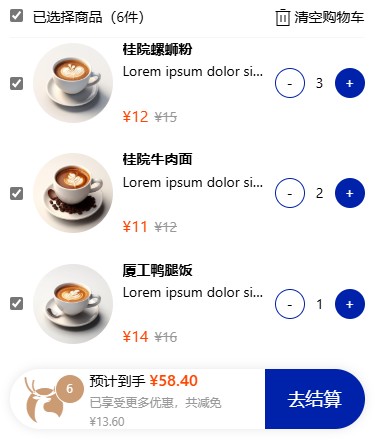 已选择商品（6件） 清空购物车
桂院螺蛳粉
Lorem ipsum dolor si...
- 3 +
¥12 ¥15
桂院牛肉面
Lorem ipsum dolor si...
- 2 +
¥11 ¥12
厦工鸭腿饭
Lorem ipsum dolor si...
- 1 +
¥14 ¥16
6
预计到手 ¥58.40
已享受更多优惠，共减免
¥13.60
去结算